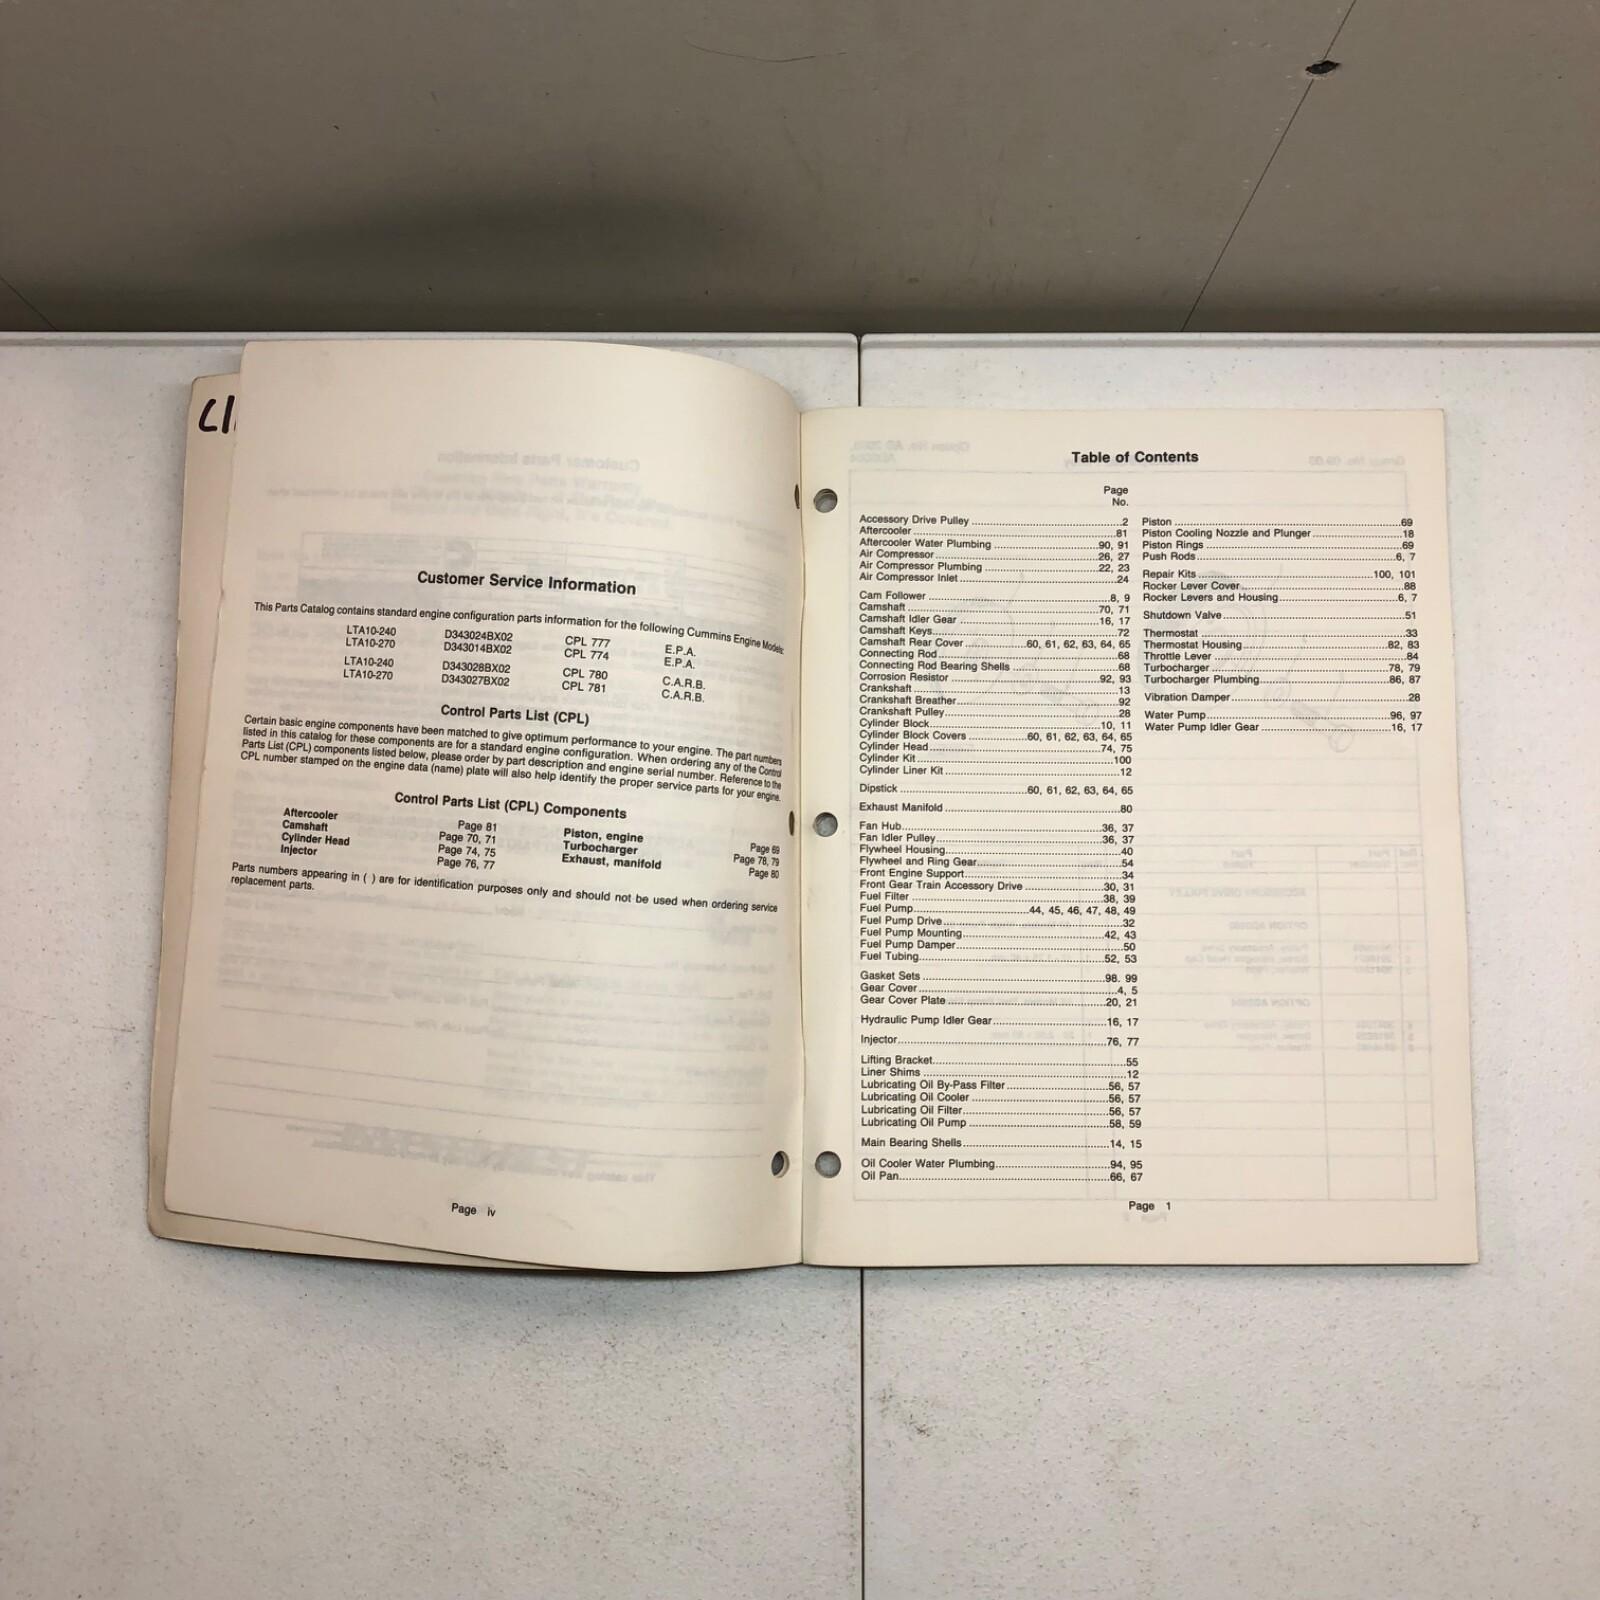 Customer Service Information
This Parts Catalog contains standard engine configuration parts information for the following Cummins Engine Models:
LTA10-240 D343024BX02 CPL 777 E.P.A.
LTA10-270 D343014BX02 CPL 774 E.P.A.
LTA10-240 D343028BX02 CPL 780 C.A.R.B.
LTA10-270 D343027BX02 CPL 781 C.A.R.B.
Control Parts List (CPL)
Certain basic engine components have been matched to give optimum performance to your engine. The part numbers
listed in this catalog for these components are for a standard engine configuration. When ordering any of the Control
Parts List (CPL) components listed below, please order by part description and engine serial number. Reference to the
CPL number stamped on the engine data (name) plate will also help identify the proper service parts for your engine.
Control Parts List (CPL) Components
Aftercooler Page 81 Piston, engine Page 69
Camshaft Page 70, 71 Turbocharger Page 78, 79
Cylinder Head Page 74, 75 Exhaust, manifold Page 80
Injector Page 76, 77
Parts numbers appearing in ( ) are for identification purposes only and should not be used when ordering service
replacement parts.
Page iv
Table of Contents
Page
No.
Accessory Drive Pulley 2
Aftercooler 81
Aftercooler Water Plumbing 90, 91
Air Compressor 26, 27
Air Compressor Plumbing 22, 23
Air Compressor Inlet 24
Cam Follower 8, 9
Camshaft 70, 71
Camshaft Idler Gear 16, 17
Camshaft Keys 72
Camshaft Rear Cover 60, 61, 62, 63, 64, 65
Connecting Rod 68
Connecting Rod Bearing Shells 68
Corrosion Resistor 92, 93
Crankshaft 13
Crankshaft Breather 92
Crankshaft Pulley 28
Cylinder Block 10, 11
Cylinder Block Covers 60, 61, 62, 63, 64, 65
Cylinder Head 74, 75
Cylinder Kit 100
Cylinder Liner Kit 12
Dipstick 60, 61, 62, 63, 64, 65
Exhaust Manifold 80
Fan Hub 36, 37
Fan Idler Pulley 36, 37
Flywheel Housing 40
Flywheel and Ring Gear 54
Front Engine Support 34
Front Gear Train Accessory Drive 30, 31
Fuel Filter 38, 39
Fuel Pump 44, 45, 46, 47, 48, 49
Fuel Pump Drive 32
Fuel Pump Mounting 42, 43
Fuel Pump Damper 50
Fuel Tubing 52, 53
Gasket Sets 98. 99
Gear Cover 4, 5
Gear Cover Plate 20, 21
Hydraulic Pump Idler Gear 16, 17
Injector 76, 77
Lifting Bracket 55
Liner Shims 12
Lubricating Oil By-Pass Filter 56, 57
Lubricating Oil Cooler 56, 57
Lubricating Oil Filter 56, 57
Lubricating Oil Pump 58, 59
Main Bearing Shells 14, 15
Oil Cooler Water Plumbing 94, 95
Oil Pan 66, 67
Piston 69
Piston Cooling Nozzle and Plunger 18
Piston Rings 69
Push Rods 6, 7
Repair Kits 100, 101
Rocker Lever Cover 88
Rocker Levers and Housing 6, 7
Shutdown Valve 51
Thermostat 33
Thermostat Housing 82, 83
Throttle Lever 84
Turbocharger 78, 79
Turbocharger Plumbing 86, 87
Vibration Damper 28
Water Pump 96, 97
Water Pump Idler Gear 16, 17
Page 1